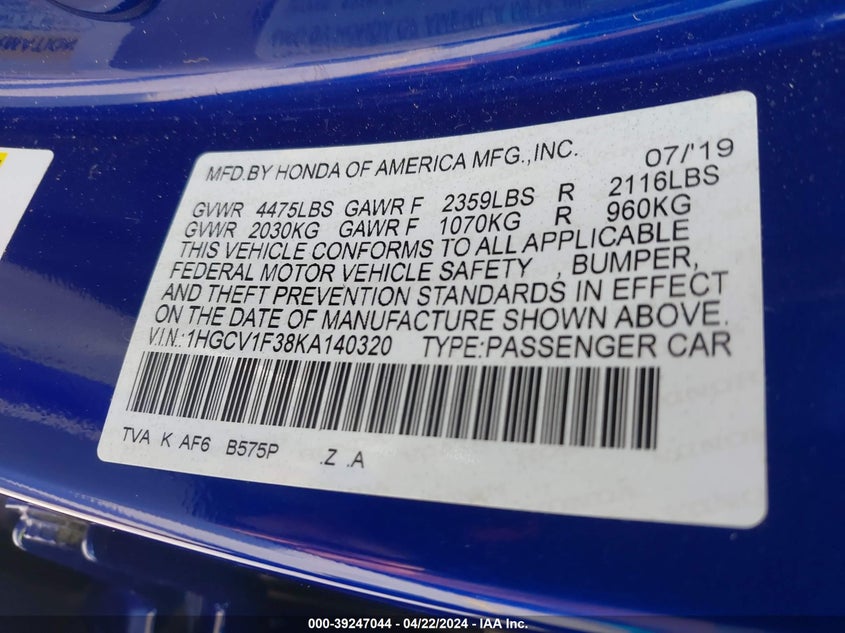 MFD.BY HONDA OF AMERICA MFG.,INC. 07/'19
GVWR 4475LBS GAWR F 2359LBS R 2116LBS
GVWR 2030KG GAWR F 1070KG R 960KG
THIS VEHICLE CONFORMS TO ALL APPLICABLE
FEDERAL MOTOR VEHICLE SAFETY , BUMPER,
AND THEFT PREVENTION STANDARDS IN EFFECT
ON THE DATE OF MANUFACTURE SHOWN ABOVE.
V.I.N.:1HGCV1F38KA140320 TYPE:PASSENGER CAR
TVA K AF6 B575P .Z .A
000-39247044 - 04/22/2024 - IAA Inc.